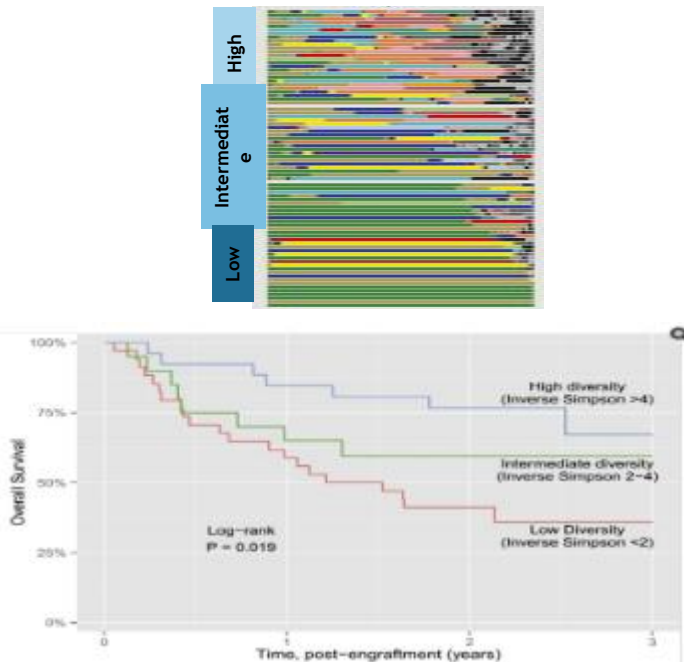 High
Intermediat
e
Low
100%
75%
50%
25%
0%
Overall Survival
High diversity
(Inverse Simpson >4)
Intermediate diversity
(Inverse Simpson 2-4)
Low Diversity
(Inverse Simpson <2)
Log-rank
P = 0.019
0
1
2
3
Time, post-engraftment (years)